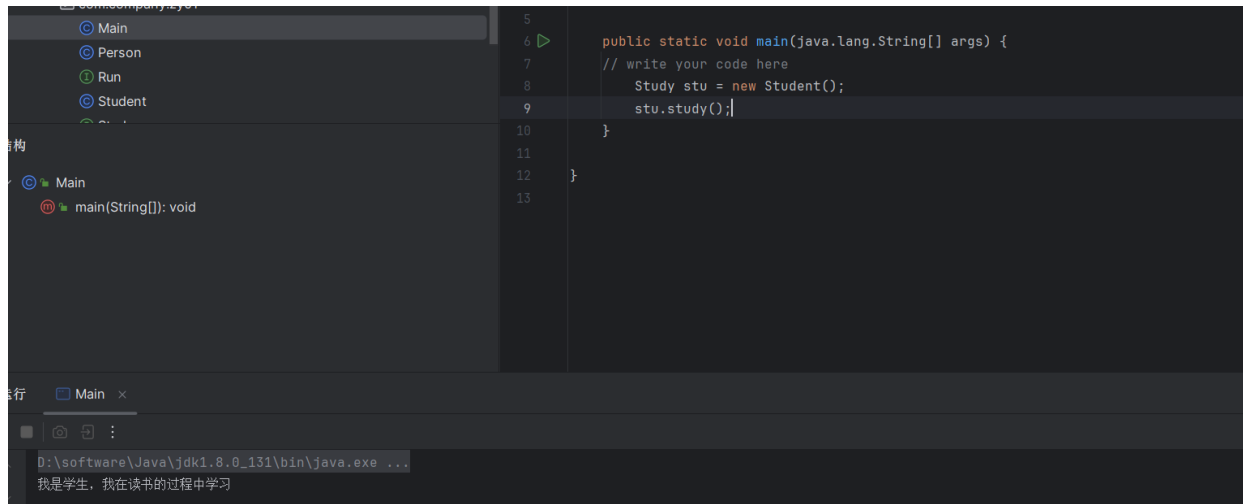 Main
Person
Run
Student
结构
Main
main(String[]): void
5
6 public static void main(java.lang.String[] args) {
7 // write your code here
8 Study stu = new Student();
9 stu.study();
10 }
11
12 }
13
运行 Main ×
D:\software\Java\jdk1.8.0_131\bin\java.exe ...
我是学生，我在读书的过程中学习